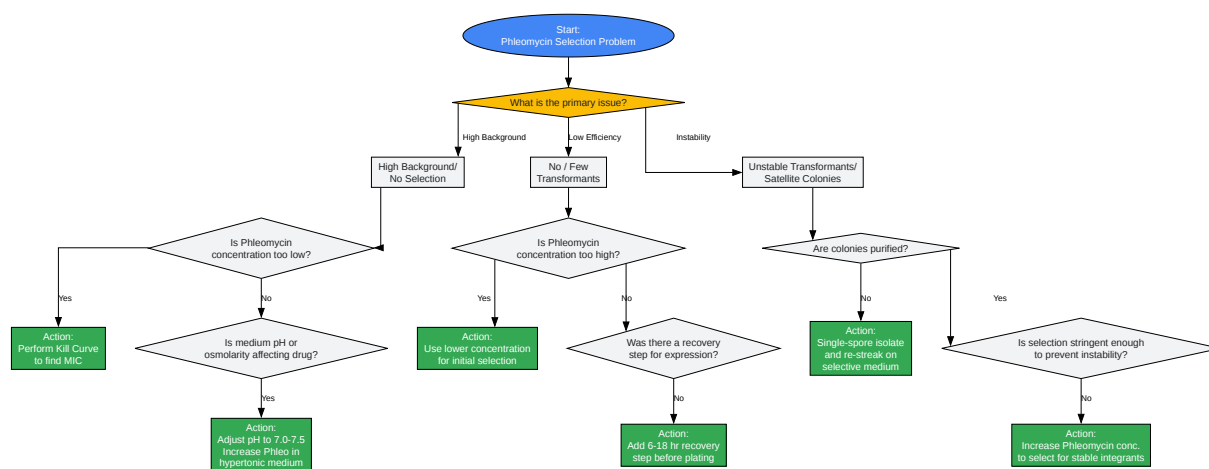 Start:
Phleomycin Selection Problem
What is the primary issue?
High Background
Low Efficiency
Instability
High Background/
No Selection
No / Few
Transformants
Unstable Transformants/
Satellite Colonies
Is Phleomycin
concentration too low?
Is Phleomycin
concentration too high?
Are colonies purified?
Yes
No
Yes
No
No
Yes
Action:
Perform Kill Curve
to find MIC
Is medium pH or
osmolarity affecting drug?
Action:
Use lower concentration
for initial selection
Was there a recovery
step for expression?
Action:
Single-spore isolate
and re-streak on
selective medium
Is selection stringent enough
to prevent instability?
Yes
No
No
Action:
Adjust pH to 7.0-7.5
Increase Phleo in
hypertonic medium
Action:
Add 6-18 hr recovery
step before plating
Action:
Increase Phleomycin conc.
to select for stable integrants